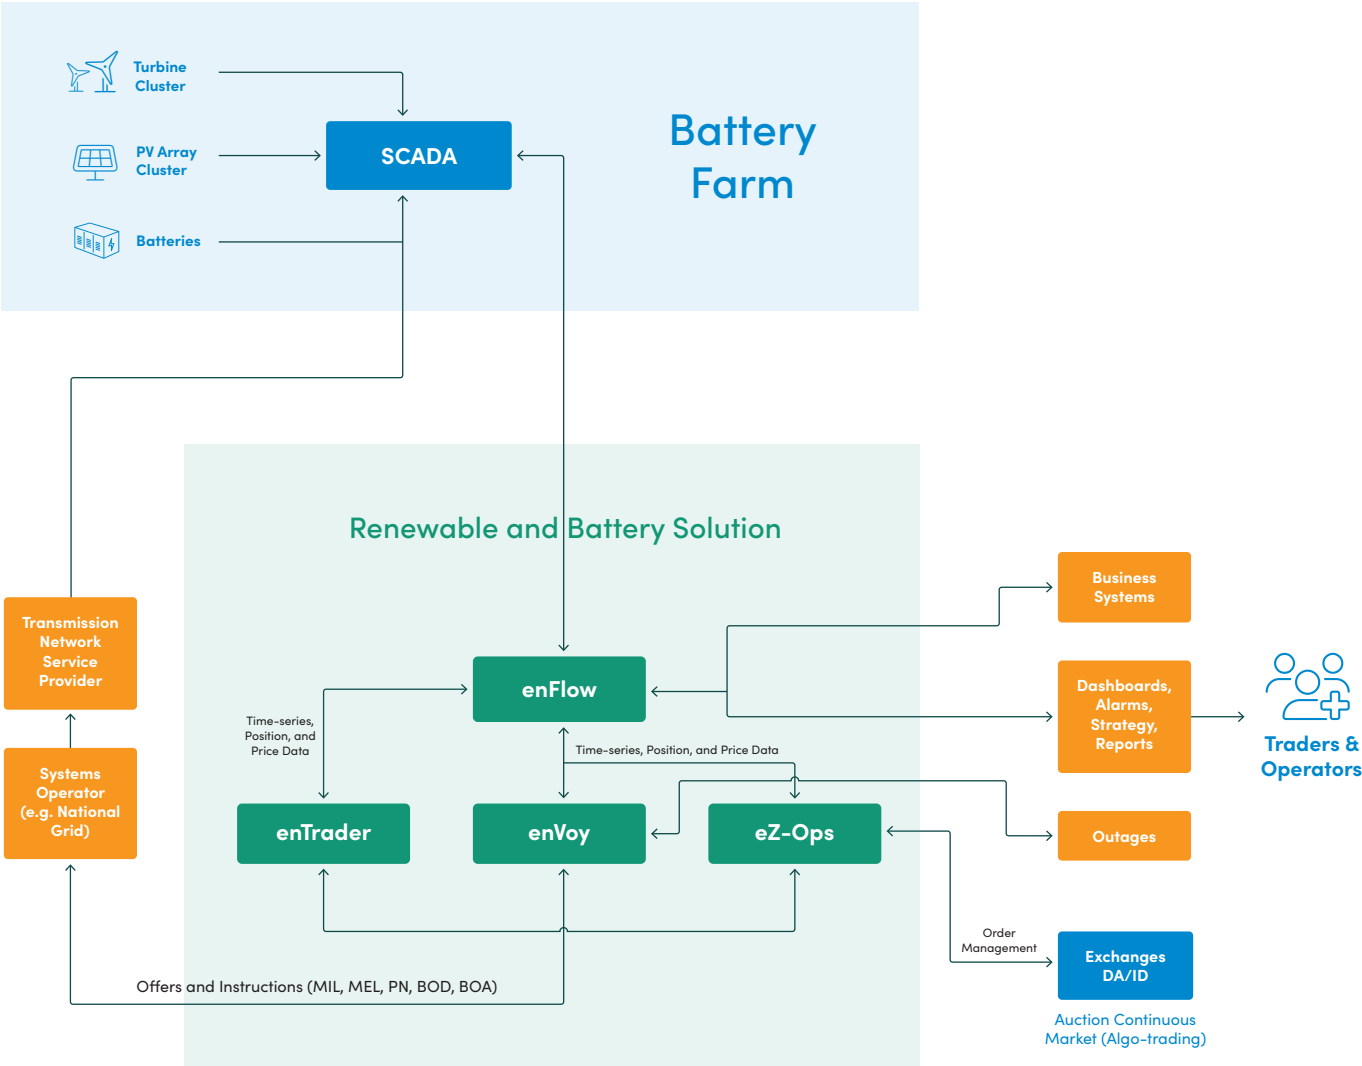 Turbine
Cluster
PV Array
Cluster
Batteries
SCADA
Battery
Farm
Renewable and Battery Solution
Transmission
Network
Service
Provider
Systems
Operator
(e.g. National
Grid)
enFlow
Time-series,
Position, and
Price Data
Time-series, Position, and Price Data
enTrader
enVoy
eZ-Ops
Offers and Instructions (MIL, MEL, PN, BOD, BOA)
Business
Systems
Dashboards,
Alarms,
Strategy,
Reports
Traders &
Operators
Outages
Order
Management
Exchanges
DA/ID
Auction Continuous
Market (Algo-trading)